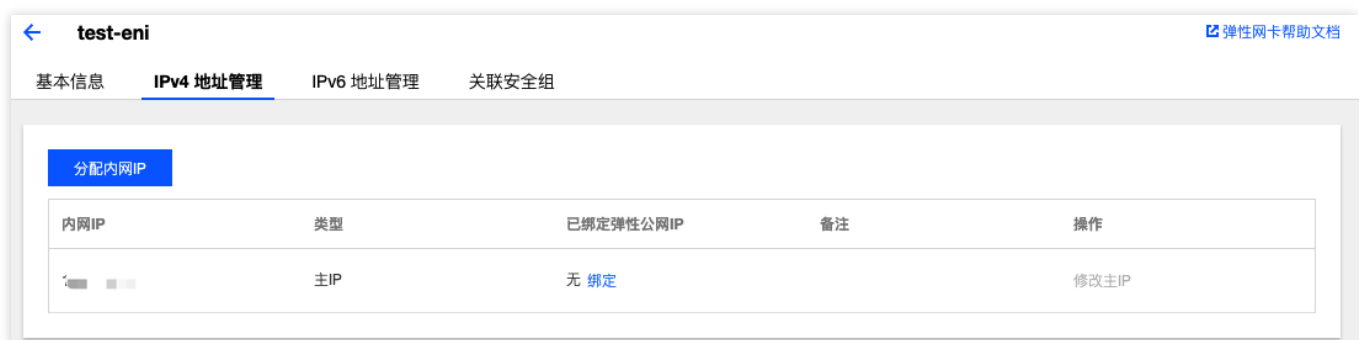 test-eni
弹性网卡帮助文档
基本信息 IPv4 地址管理 IPv6 地址管理 关联安全组
分配内网IP
内网IP 类型 已绑定弹性公网IP 备注 操作
主IP 无 绑定 修改主IP